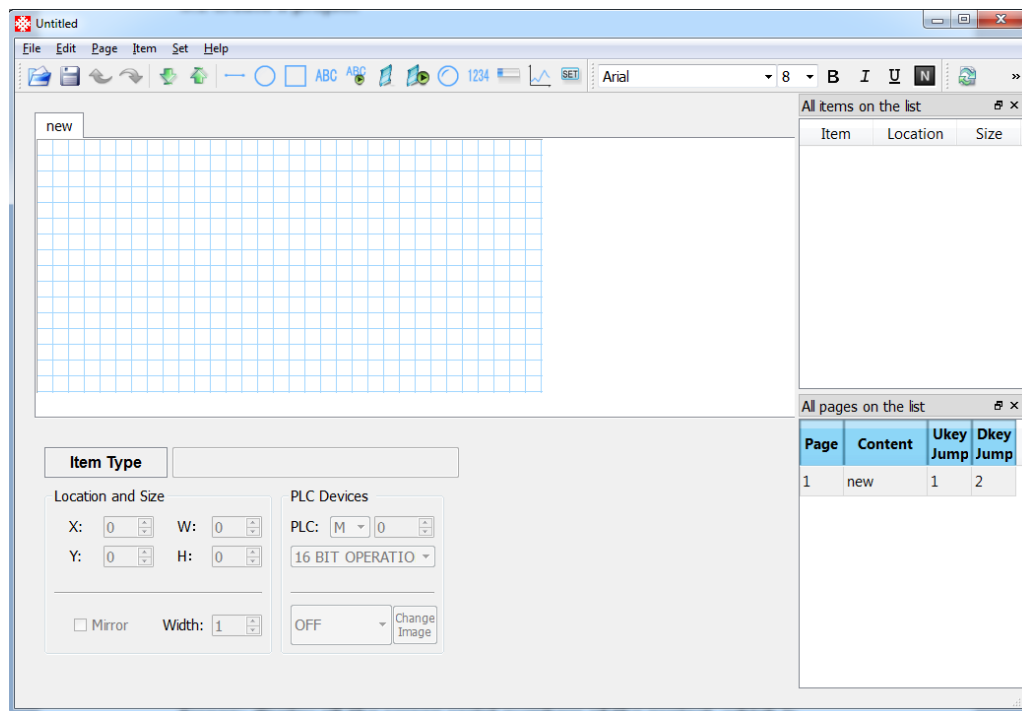 Untitled
File Edit Page Item Set Help
ABC ABC 1234 SET Arial 8 B I U N »
All items on the list
new
Item Location Size
All pages on the list
Page Content Ukey Jump Dkey Jump
1 new 1 2
Item Type
Location and Size
X: 0 W: 0
Y: 0 H: 0
Mirror Width: 1
PLC Devices
PLC: M 0
16 BIT OPERATIO
OFF Change Image